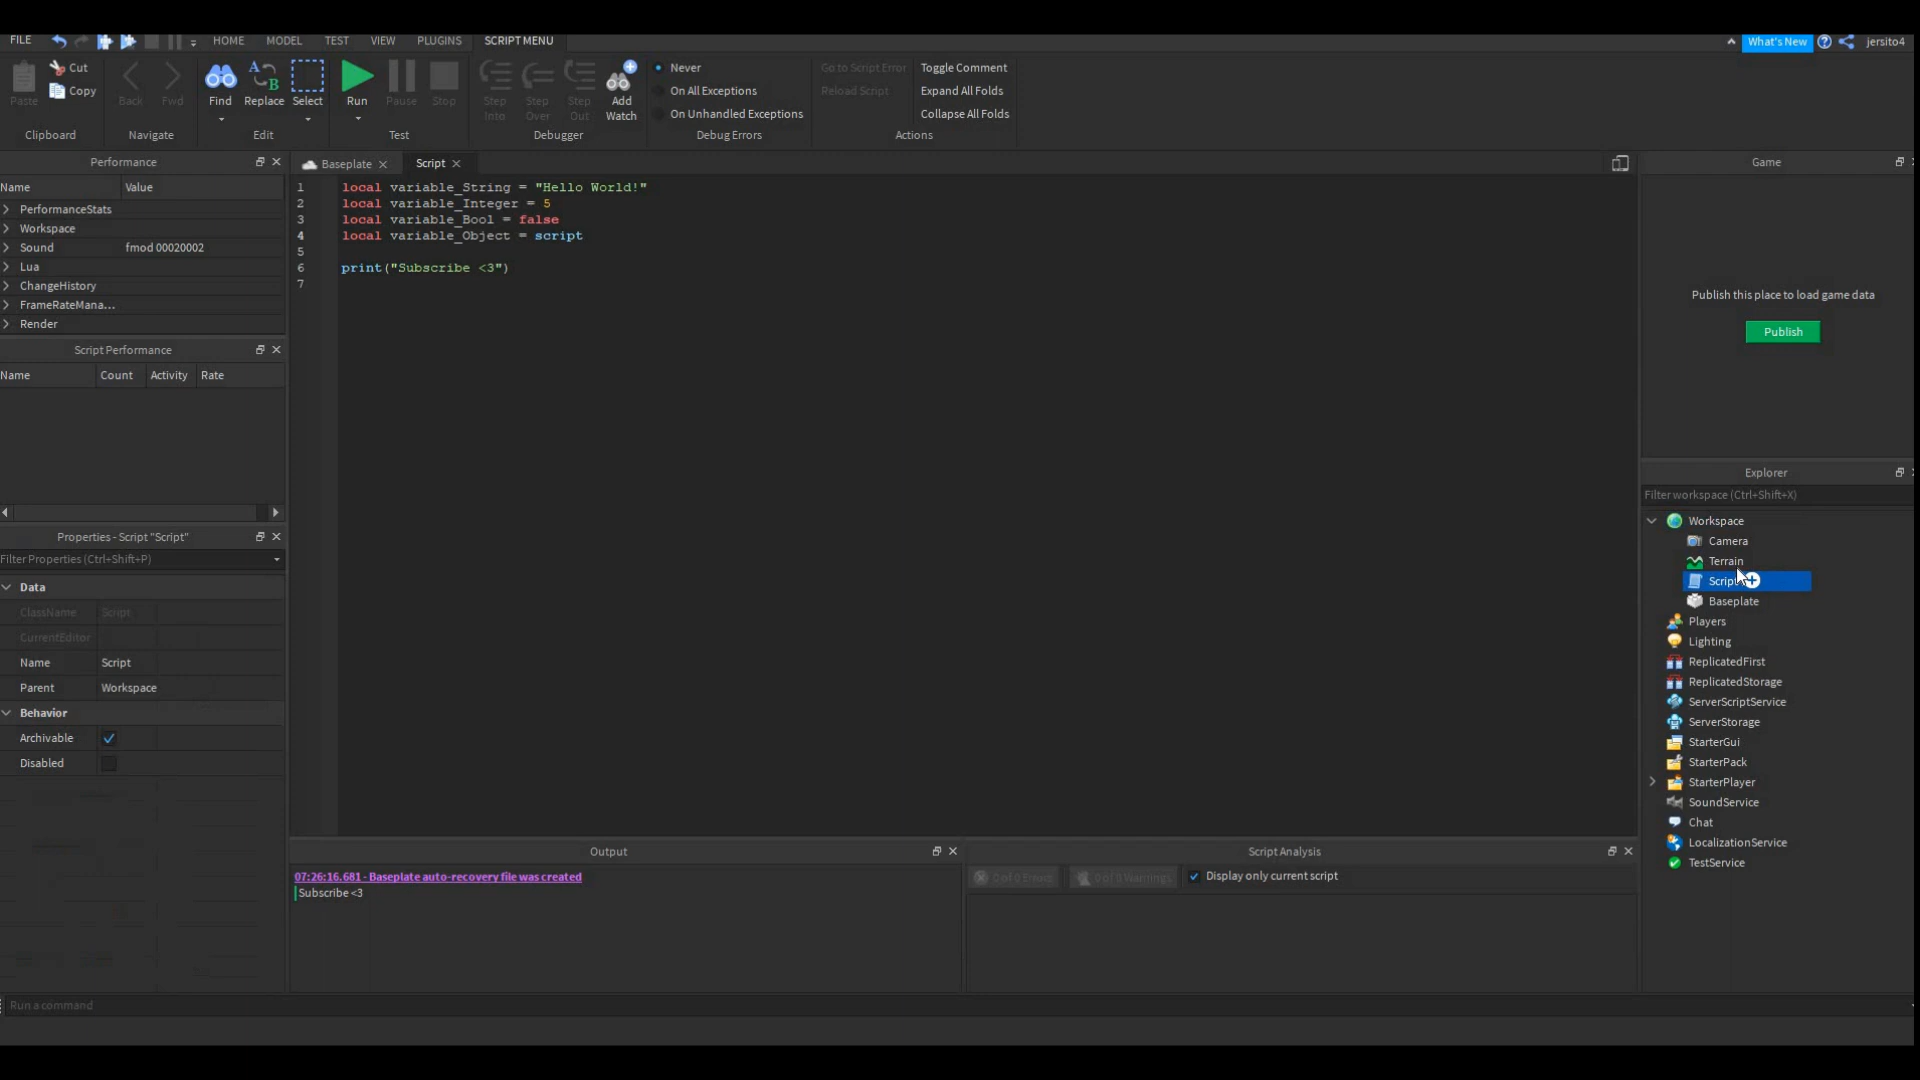 FILE HOME MODEL TEST VIEW PLUGINS SCRIPT MENU What's New jersito4
Cut
Copy
Paste
Clipboard
Back Fwd
Navigate
Find Replace Select
Edit
Run Pause Stop
Test
Step Into Step Over Step Out Add Watch
Debugger
Never
On All Exceptions
On Unhandled Exceptions
Debug Errors
Go to Script Error
Reload Script
Toggle Comment
Expand All Folds
Collapse All Folds
Actions
Performance
Name Value
PerformanceStats
Workspace
Sound fmod 00020002
Lua
ChangeHistory
FrameRateMana...
Render
Script Performance
Name Count Activity Rate
Properties - Script "Script"
Filter Properties (Ctrl+Shift+P)
Data
ClassName Script
CurrentEditor
Name Script
Parent Workspace
Behavior
Archivable
Disabled
Baseplate Script
1 local variable_String = "Hello World!"
2 local variable_Integer = 5
3 local variable_Bool = false
4 local variable_Object = script
5
6 print("Subscribe <3")
7
Output
07:26:16.681 - Baseplate auto-recovery file was created
Subscribe <3
Script Analysis
0 of 0 Errors 0 of 0 Warnings Display only current script
Game
Publish this place to load game data
Publish
Explorer
Filter workspace (Ctrl+Shift+X)
Workspace
Camera
Terrain
Script
Baseplate
Players
Lighting
ReplicatedFirst
ReplicatedStorage
ServerScriptService
ServerStorage
StarterGui
StarterPack
StarterPlayer
SoundService
Chat
LocalizationService
TestService
Run a command